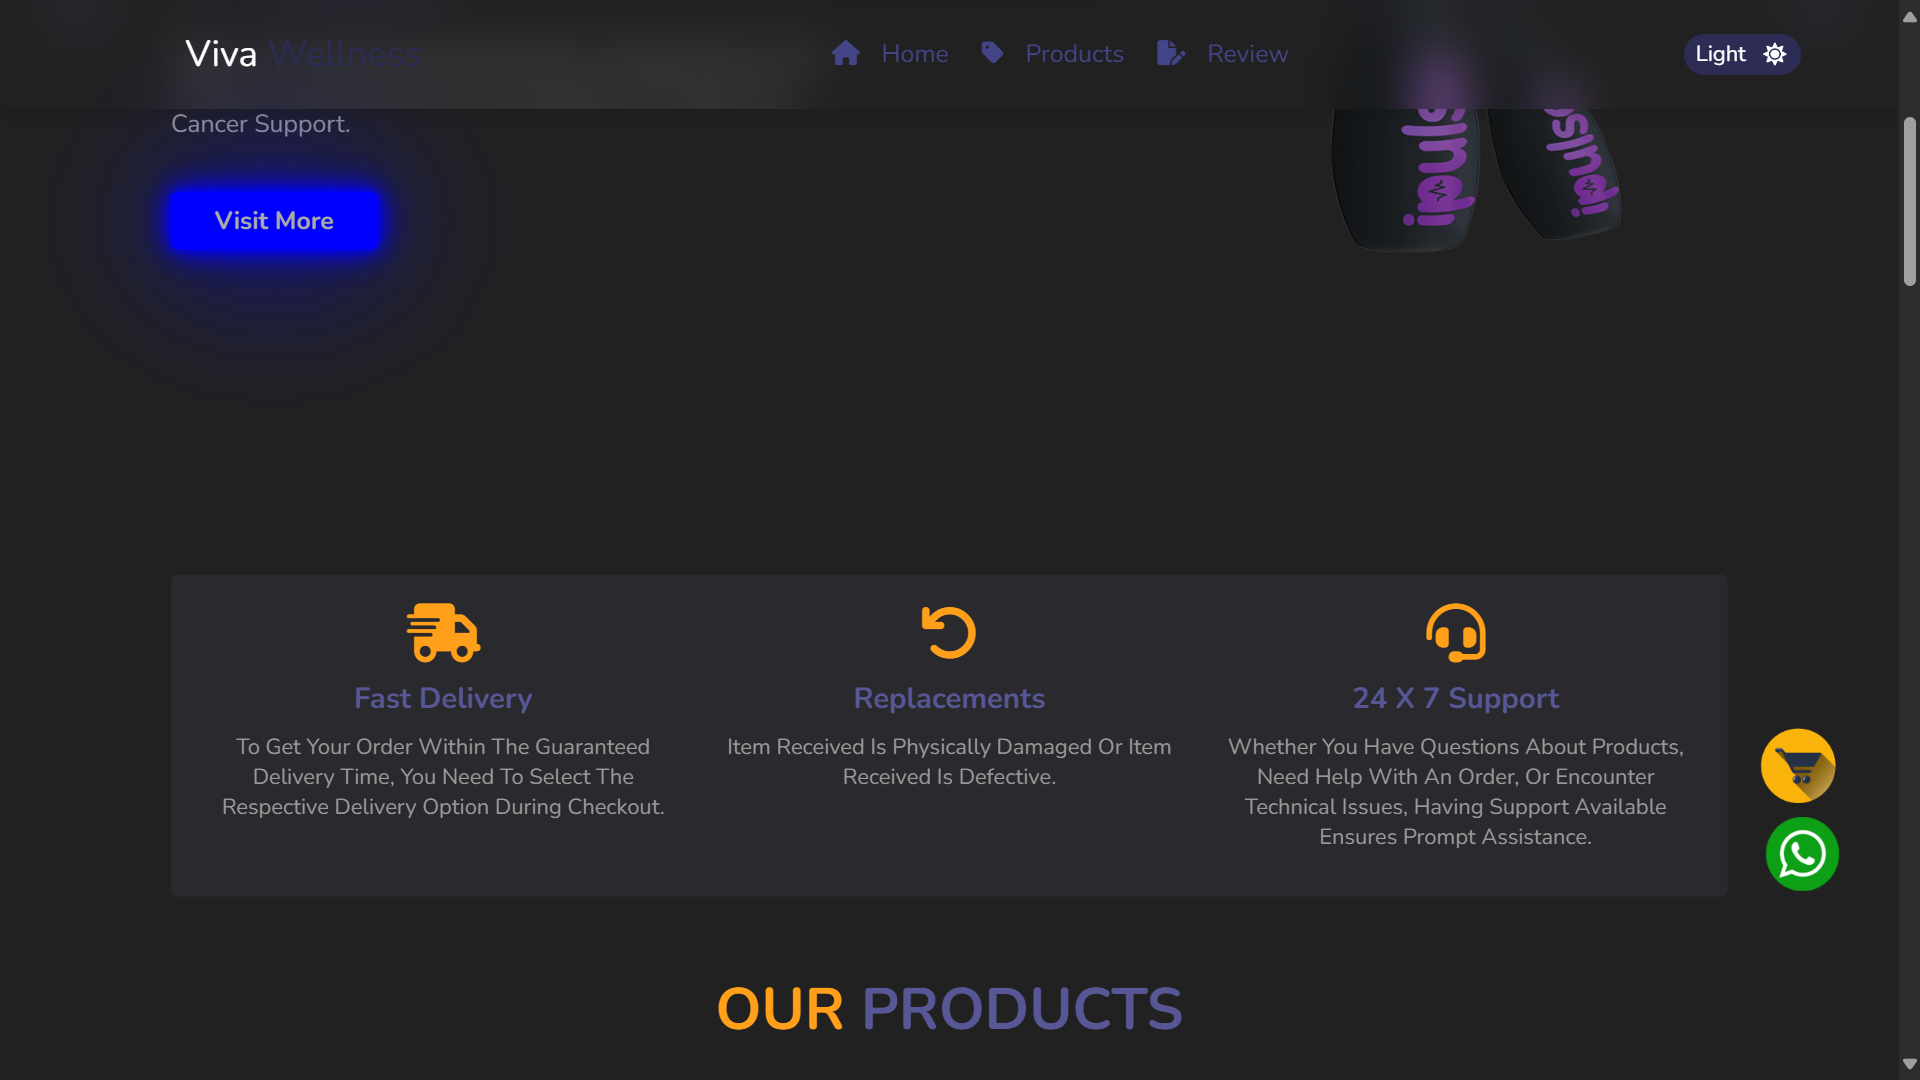 Viva Wellness
Home
Products
Review
Light
Cancer Support.
Visit More
Fast Delivery
To Get Your Order Within The Guaranteed
Delivery Time, You Need To Select The
Respective Delivery Option During Checkout.
Replacements
Item Received Is Physically Damaged Or Item
Received Is Defective.
24 X 7 Support
Whether You Have Questions About Products,
Need Help With An Order, Or Encounter
Technical Issues, Having Support Available
Ensures Prompt Assistance.
OUR PRODUCTS